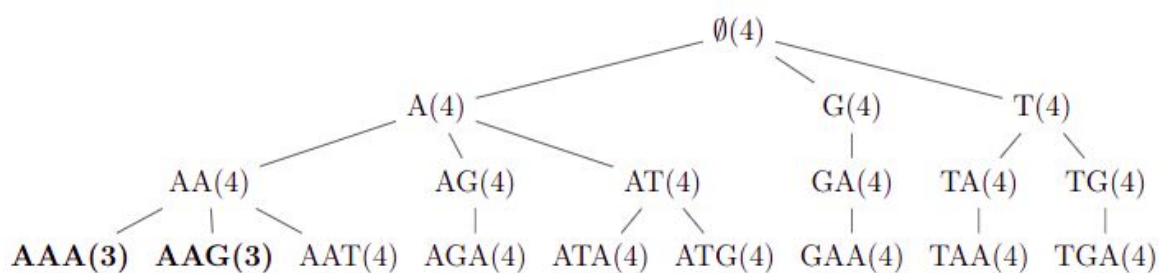 ∅(4)
A(4) G(4) T(4)
AA(4) AG(4) AT(4) GA(4) TA(4) TG(4)
AAA(3) AAG(3) AAT(4) AGA(4) ATA(4) ATG(4) GAA(4) TAA(4) TGA(4)